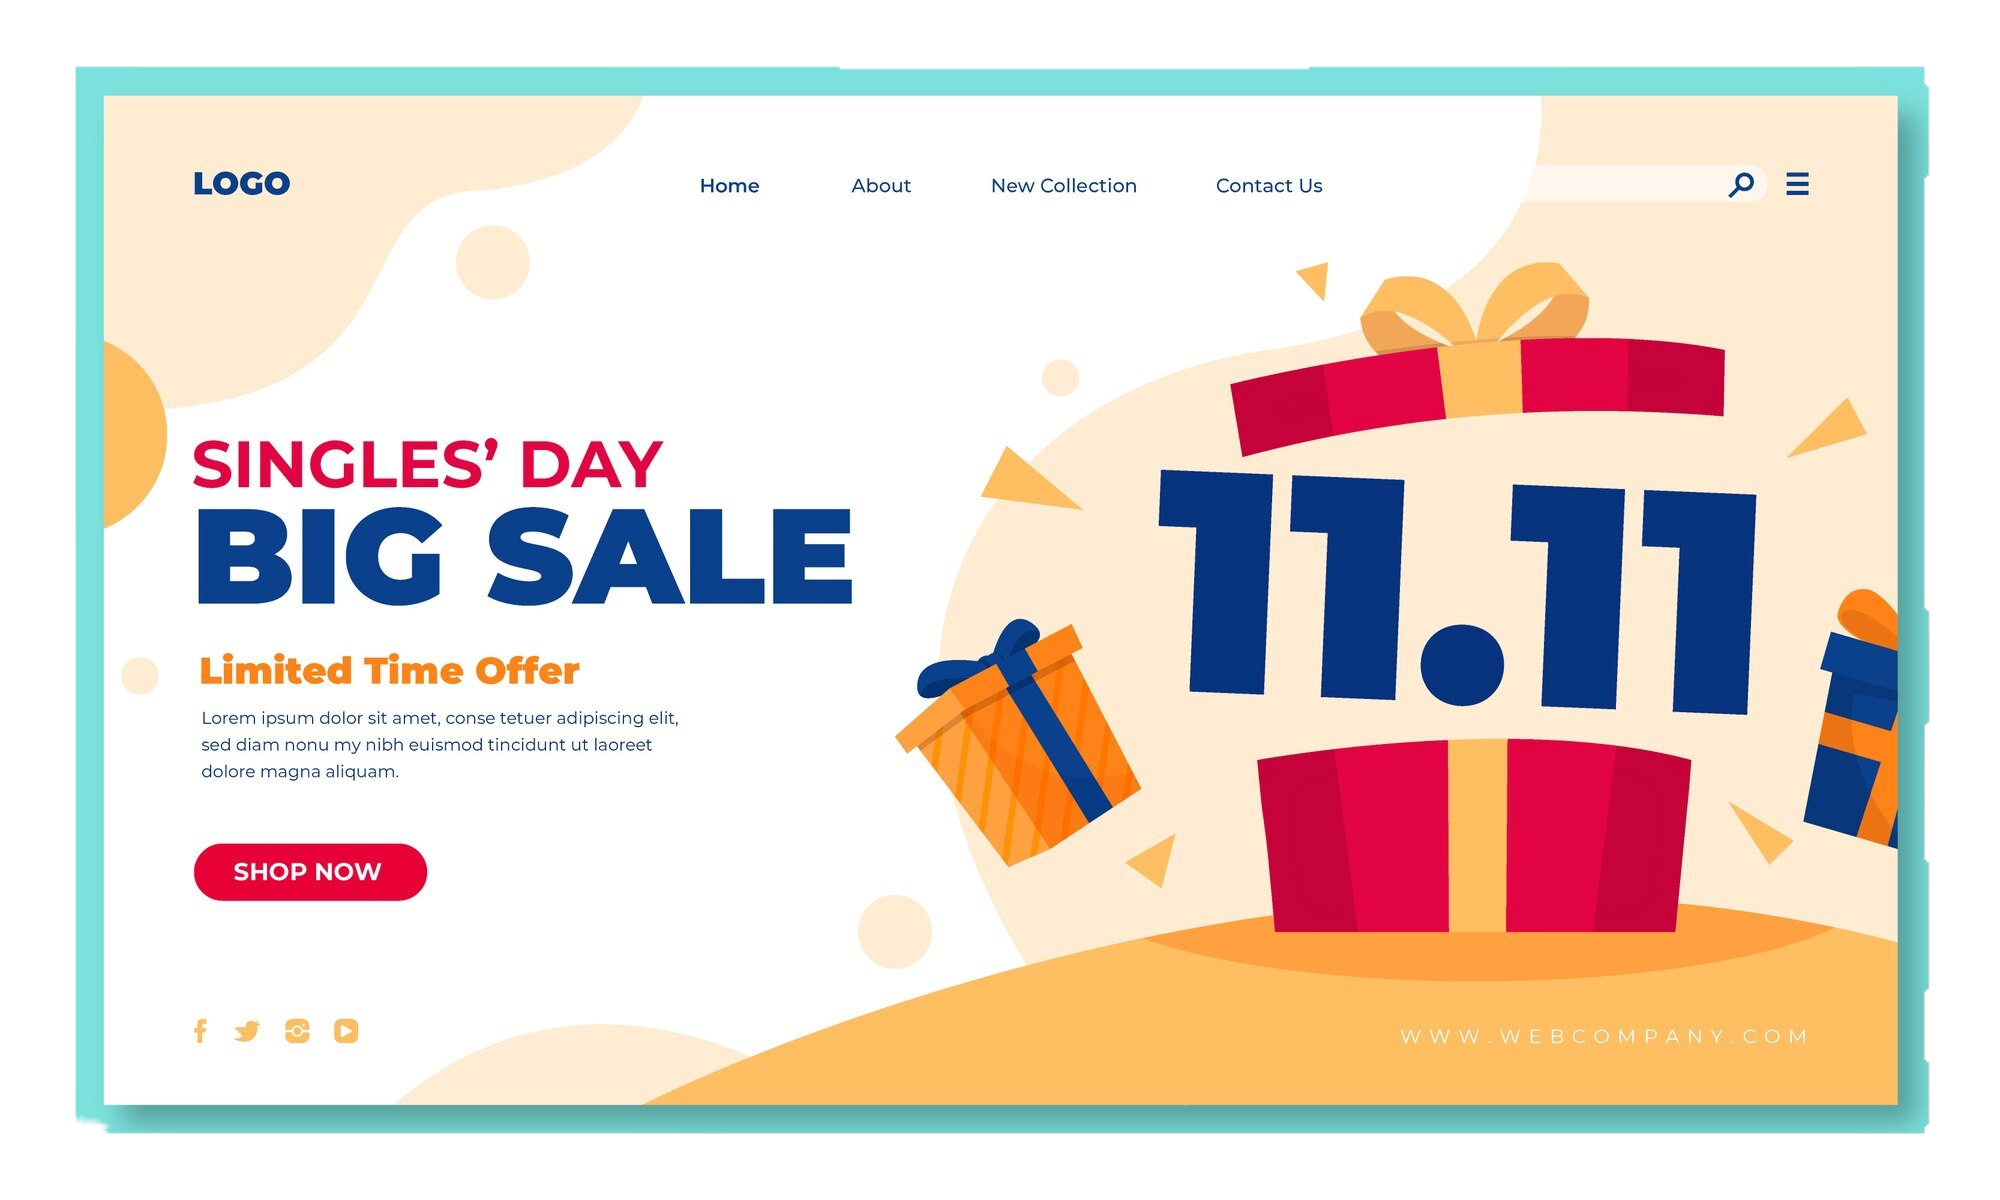 LOGO
Home
About
New Collection
Contact Us
SINGLES’ DAY
BIG SALE
Limited Time Offer
Lorem ipsum dolor sit amet, conse tetuer adipiscing elit,
sed diam nonu my nibh euismod tincidunt ut laoreet
dolore magna aliquam.
SHOP NOW
11.11
WWW.WEBCOMPANY.COM